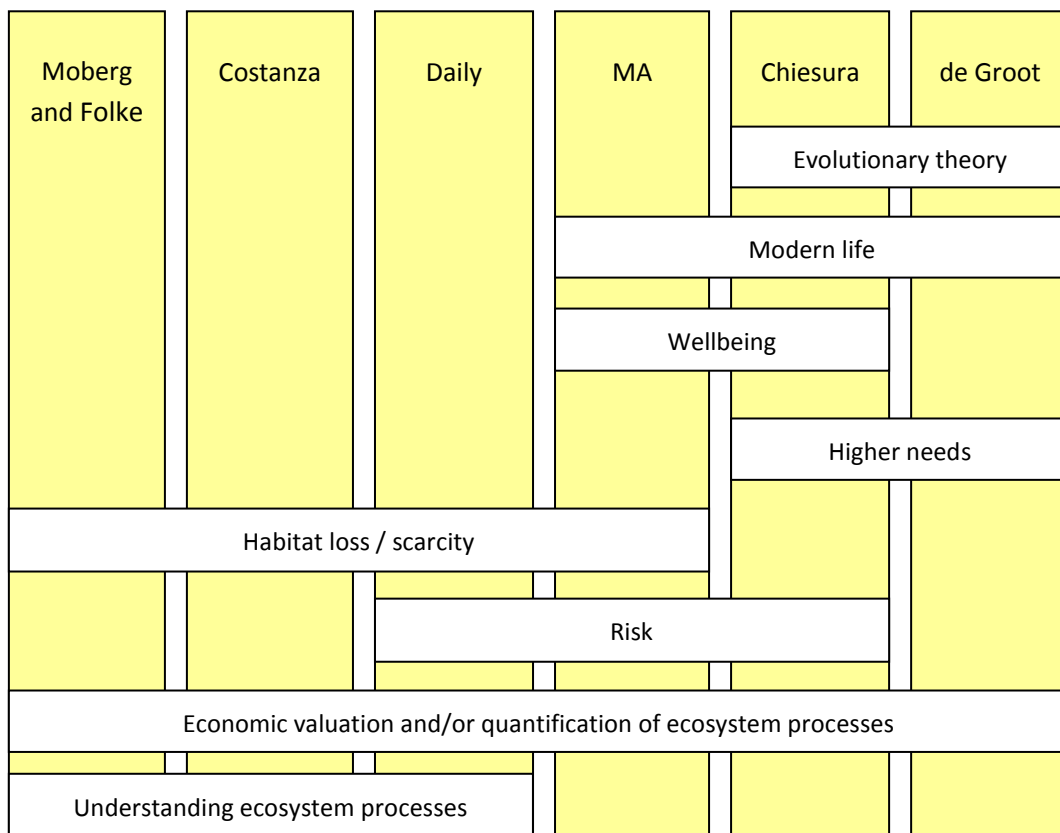 Moberg
and Folke
Costanza
Daily
MA
Chiesura
de Groot
Evolutionary theory
Modern life
Wellbeing
Higher needs
Habitat loss / scarcity
Risk
Economic valuation and/or quantification of ecosystem processes
Understanding ecosystem processes